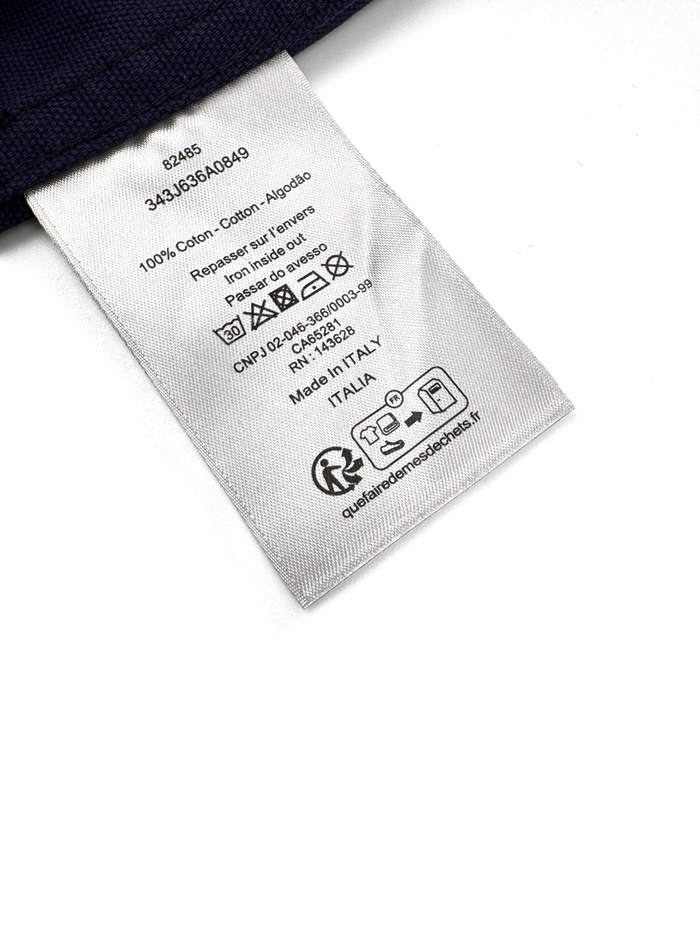 82485
343J636A0849
100% Coton - Cotton - Algodão
Repasser sur l'envers
Iron inside out
Passar do avesso
30
CNPJ 02-046-366/0003-99
CA65281
RN : 143628
Made In ITALY
ITALIA
FR
quefairedemesdechets.fr